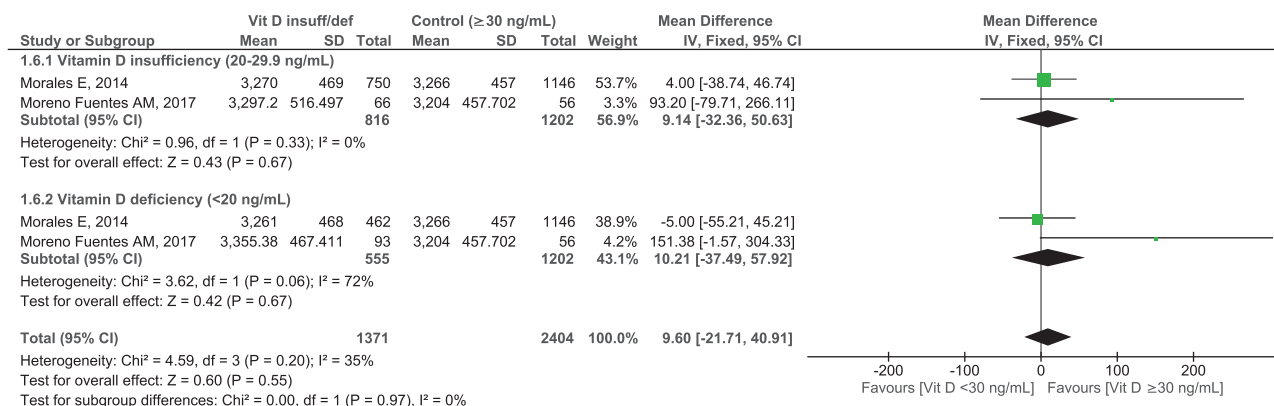 Vit D insuff/def Control (≥30 ng/mL) Mean Difference Mean Difference
Study or Subgroup Mean SD Total Mean SD Total Weight IV, Fixed, 95% CI IV, Fixed, 95% CI
1.6.1 Vitamin D insufficiency (20-29.9 ng/mL)
Morales E, 2014 3,270 469 750 3,266 457 1146 53.7% 4.00 [-38.74, 46.74]
Moreno Fuentes AM, 2017 3,297.2 516.497 66 3,204 457.702 56 3.3% 93.20 [-79.71, 266.11]
Subtotal (95% CI) 816 1202 56.9% 9.14 [-32.36, 50.63]
Heterogeneity: Chi² = 0.96, df = 1 (P = 0.33); I² = 0%
Test for overall effect: Z = 0.43 (P = 0.67)
1.6.2 Vitamin D deficiency (<20 ng/mL)
Morales E, 2014 3,261 468 462 3,266 457 1146 38.9% -5.00 [-55.21, 45.21]
Moreno Fuentes AM, 2017 3,355.38 467.411 93 3,204 457.702 56 4.2% 151.38 [-1.57, 304.33]
Subtotal (95% CI) 555 1202 43.1% 10.21 [-37.49, 57.92]
Heterogeneity: Chi² = 3.62, df = 1 (P = 0.06); I² = 72%
Test for overall effect: Z = 0.42 (P = 0.67)
Total (95% CI) 1371 2404 100.0% 9.60 [-21.71, 40.91]
Heterogeneity: Chi² = 4.59, df = 3 (P = 0.20); I² = 35%
Test for overall effect: Z = 0.60 (P = 0.55)
Test for subgroup differences: Chi² = 0.00, df = 1 (P = 0.97), I² = 0%
-200 -100 0 100 200
Favours [Vit D <30 ng/mL] Favours [Vit D ≥30 ng/mL]